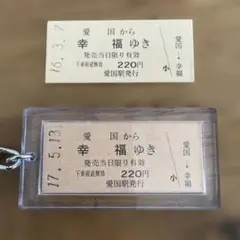 愛国から
幸福ゆき
発売当日限り有効
下車前途無効 220円
愛国駅発行
小
愛国→幸福
愛国から
幸福ゆき
発売当日限り有効
下車前途無効 220円
愛国駅発行
小
愛国→幸福
17.5.13